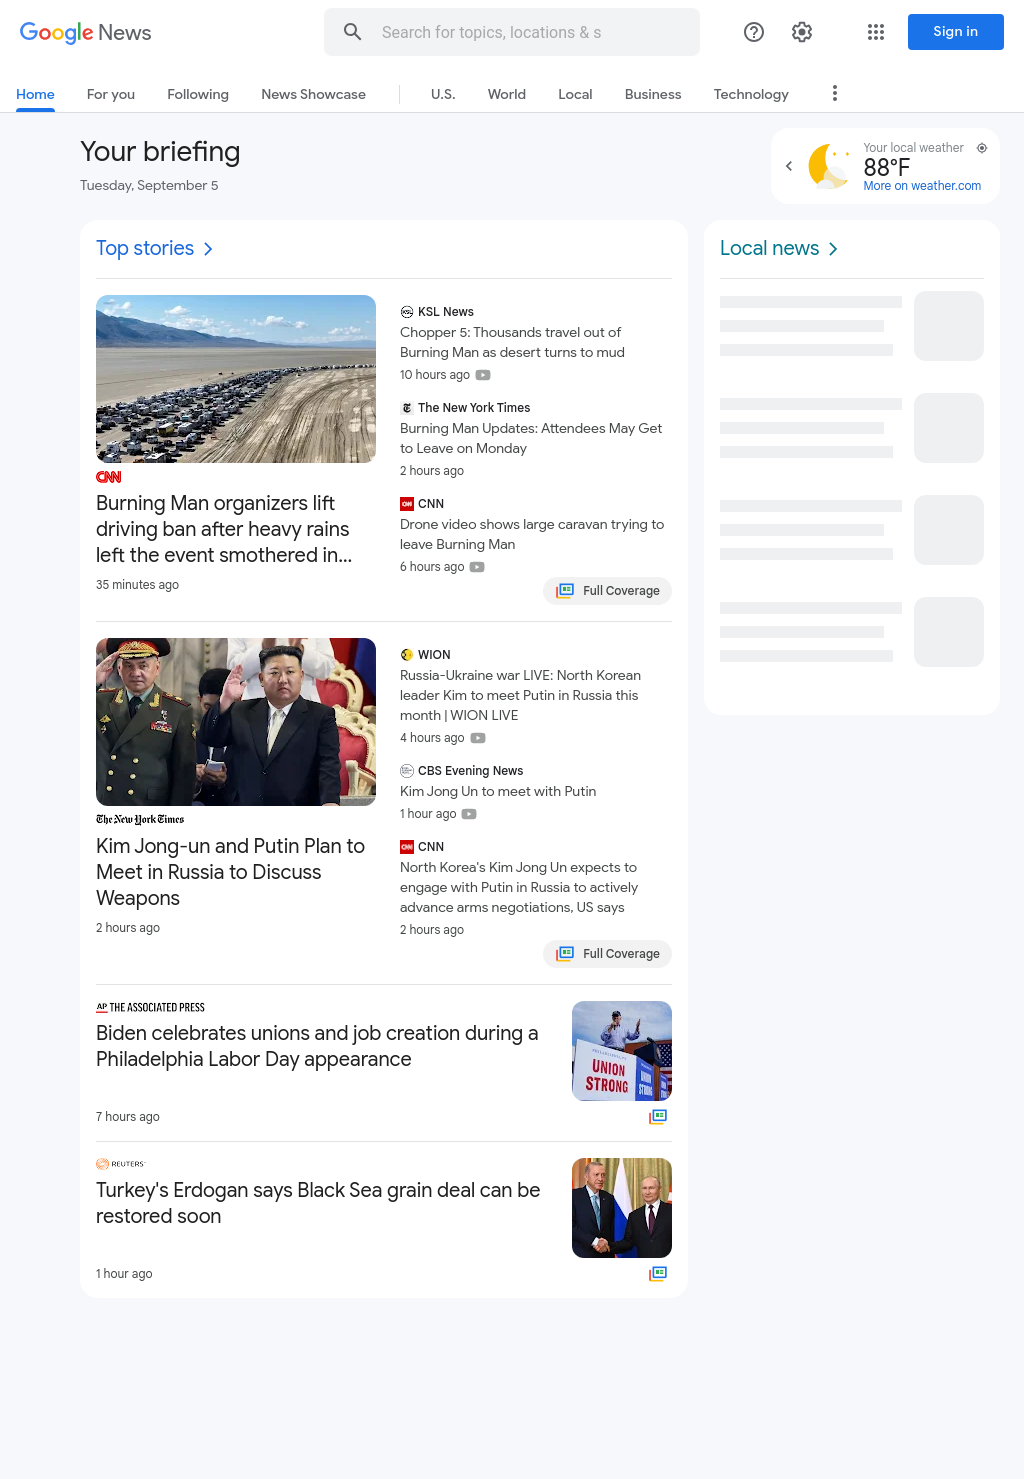 Google News
Search for topics, locations & s
Sign in
Home
For you
Following
News Showcase
U.S.
World
Local
Business
Technology
Your briefing
Tuesday, September 5
Your local weather
88°F
More on weather.com
Top stories
CNN
Burning Man organizers lift
driving ban after heavy rains
left the event smothered in...
35 minutes ago
KSL News
Chopper 5: Thousands travel out of
Burning Man as desert turns to mud
10 hours ago
The New York Times
Burning Man Updates: Attendees May Get
to Leave on Monday
2 hours ago
CNN
CNN
Drone video shows large caravan trying to
leave Burning Man
6 hours ago
Full Coverage
The New York Times
Kim Jong-un and Putin Plan to
Meet in Russia to Discuss
Weapons
2 hours ago
WION
Russia-Ukraine war LIVE: North Korean
leader Kim to meet Putin in Russia this
month | WION LIVE
4 hours ago
CBS Evening News
Kim Jong Un to meet with Putin
1 hour ago
CNN
CNN
North Korea's Kim Jong Un expects to
engage with Putin in Russia to actively
advance arms negotiations, US says
2 hours ago
Full Coverage
AP THE ASSOCIATED PRESS
Biden celebrates unions and job creation during a
Philadelphia Labor Day appearance
7 hours ago
PHILADELPHIA
UNION
STRONG
UNION
STRONG
REUTERS
Turkey's Erdogan says Black Sea grain deal can be
restored soon
1 hour ago
Local news